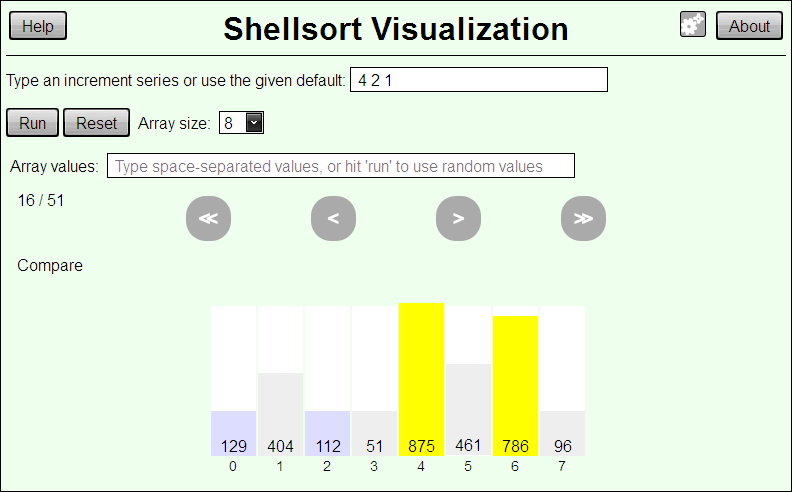 Help Shellsort Visualization About
Type an increment series or use the given default: 4 2 1
Run Reset Array size: 8
Array values: Type space-separated values, or hit 'run' to use random values
16 / 51
<< < > >>
Compare
129 404 112 51 875 461 786 96
0 1 2 3 4 5 6 7